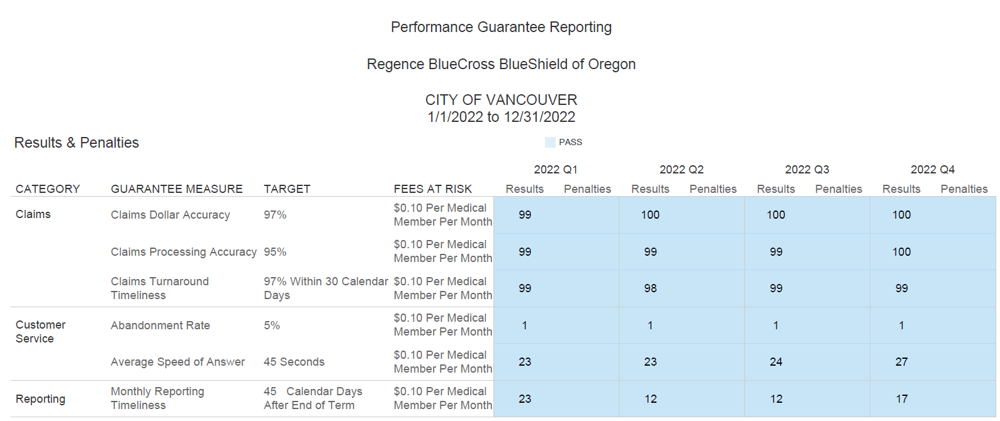 Performance Guarantee Reporting
Regence BlueCross BlueShield of Oregon
CITY OF VANCOUVER
1/1/2022 to 12/31/2022
Results & Penalties
PASS
2022 Q1 2022 Q2 2022 Q3 2022 Q4
CATEGORY GUARANTEE MEASURE TARGET FEES AT RISK Results Penalties Results Penalties Results Penalties Results Penalties
Claims Claims Dollar Accuracy 97% $0.10 Per Medical Member Per Month 99 100 100 100
Claims Processing Accuracy 95% $0.10 Per Medical Member Per Month 99 99 99 100
Claims Turnaround Timeliness 97% Within 30 Calendar Days $0.10 Per Medical Member Per Month 99 98 99 99
Customer Service Abandonment Rate 5% $0.10 Per Medical Member Per Month 1 1 1 1
Average Speed of Answer 45 Seconds $0.10 Per Medical Member Per Month 23 23 24 27
Reporting Monthly Reporting Timeliness 45 Calendar Days After End of Term $0.10 Per Medical Member Per Month 23 12 12 17